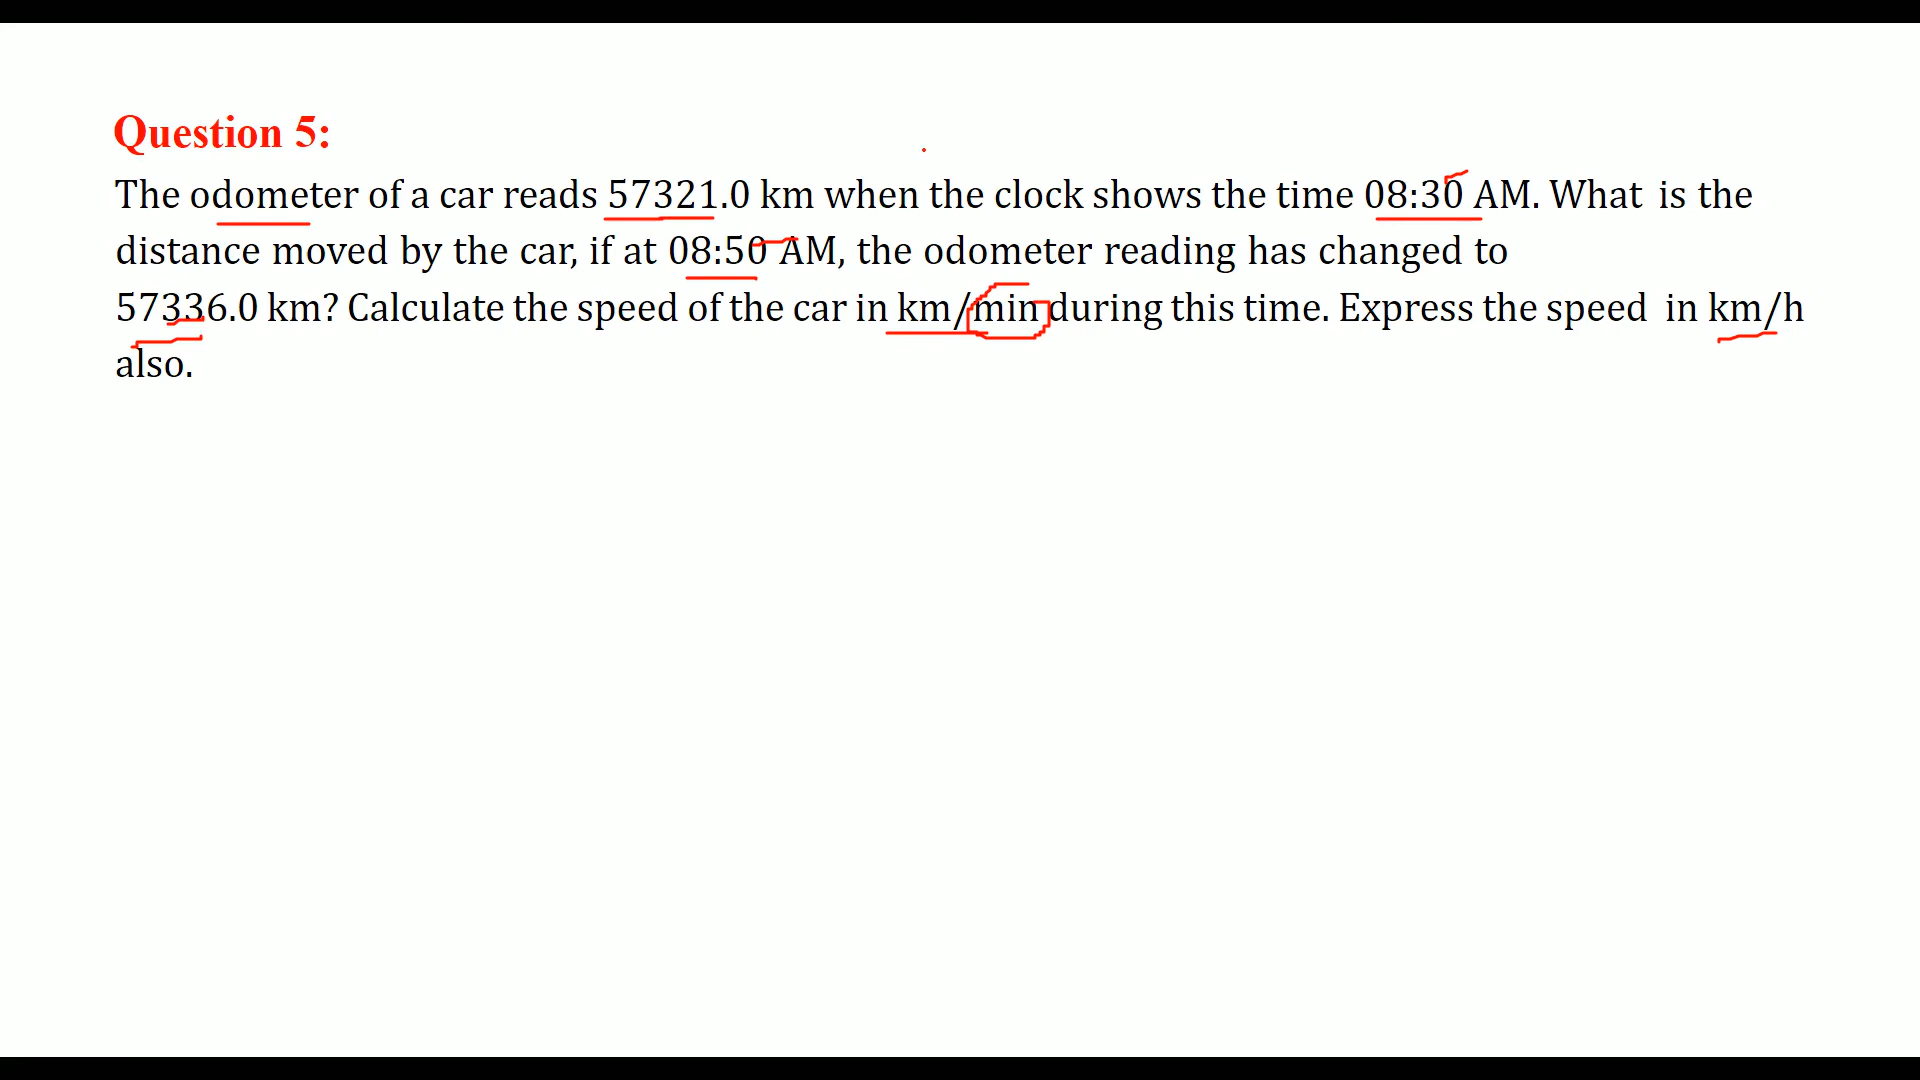 Question 5:
The odometer of a car reads 57321.0 km when the clock shows the time 08:30 AM. What is the
distance moved by the car, if at 08:50 AM, the odometer reading has changed to
57336.0 km? Calculate the speed of the car in km/min during this time. Express the speed in km/h
also.